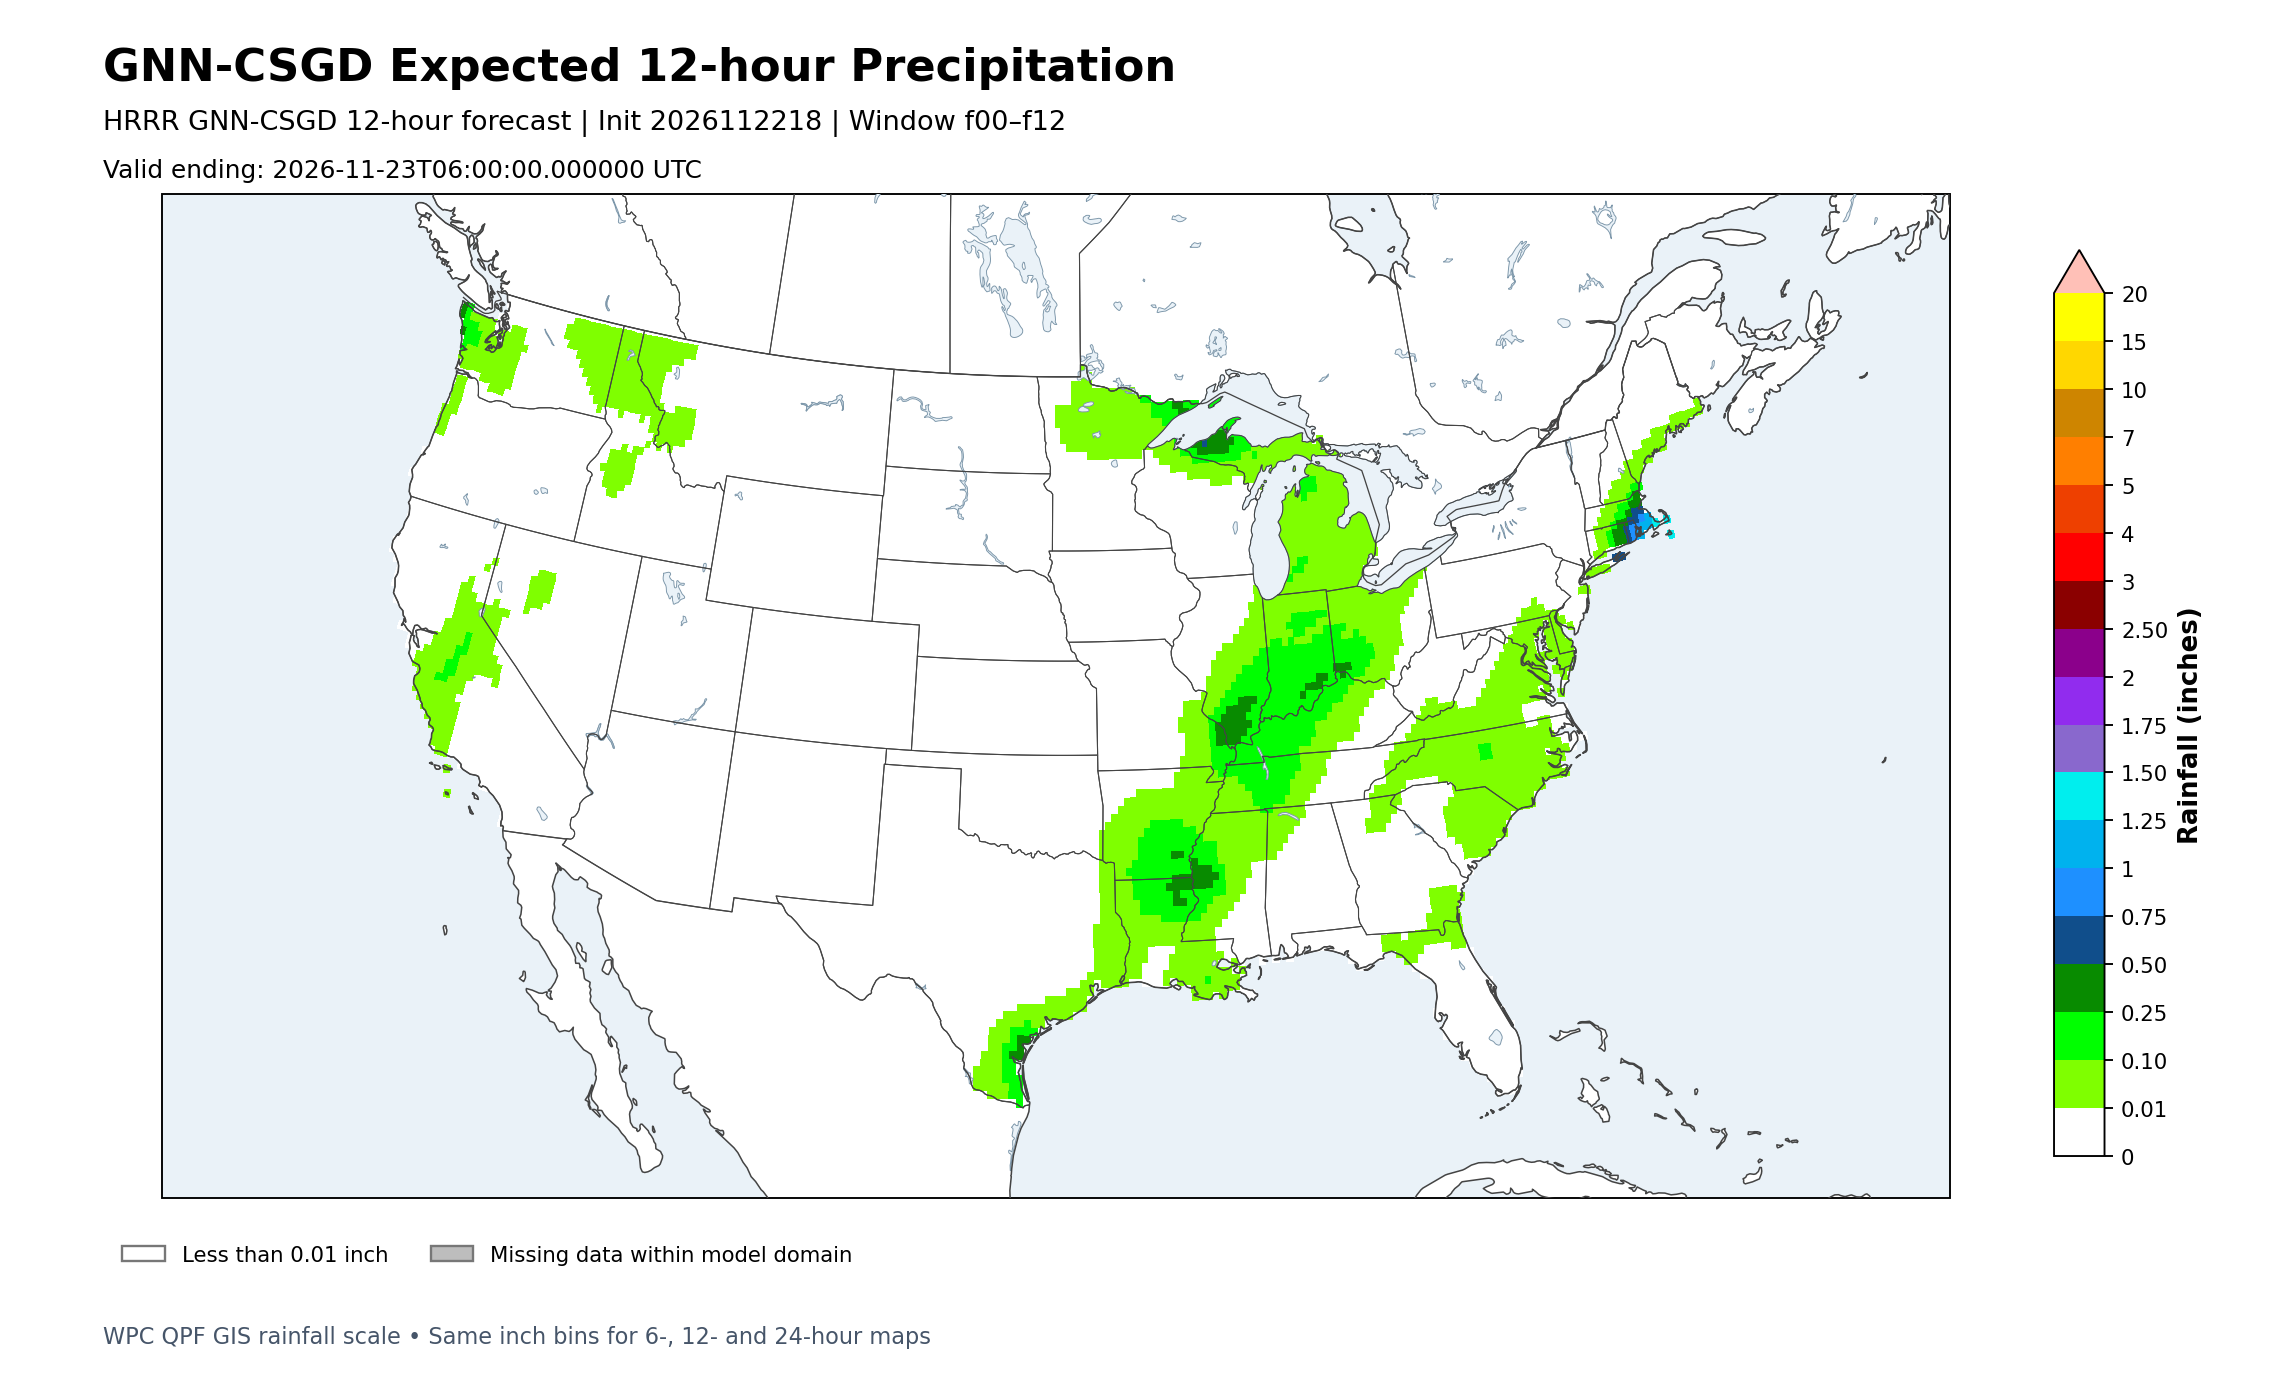 GNN-CSGD Expected 12-hour Precipitation
HRRR GNN-CSGD 12-hour forecast | Init 2026112218 | Window f00–f12
Valid ending: 2026-11-23T06:00:00.000000 UTC
20
15
10
7
5
4
3
2.50
2
1.75
1.50
1.25
1
0.75
0.50
0.25
0.10
0.01
0
Rainfall (inches)
Less than 0.01 inch
Missing data within model domain
WPC QPF GIS rainfall scale • Same inch bins for 6-, 12- and 24-hour maps